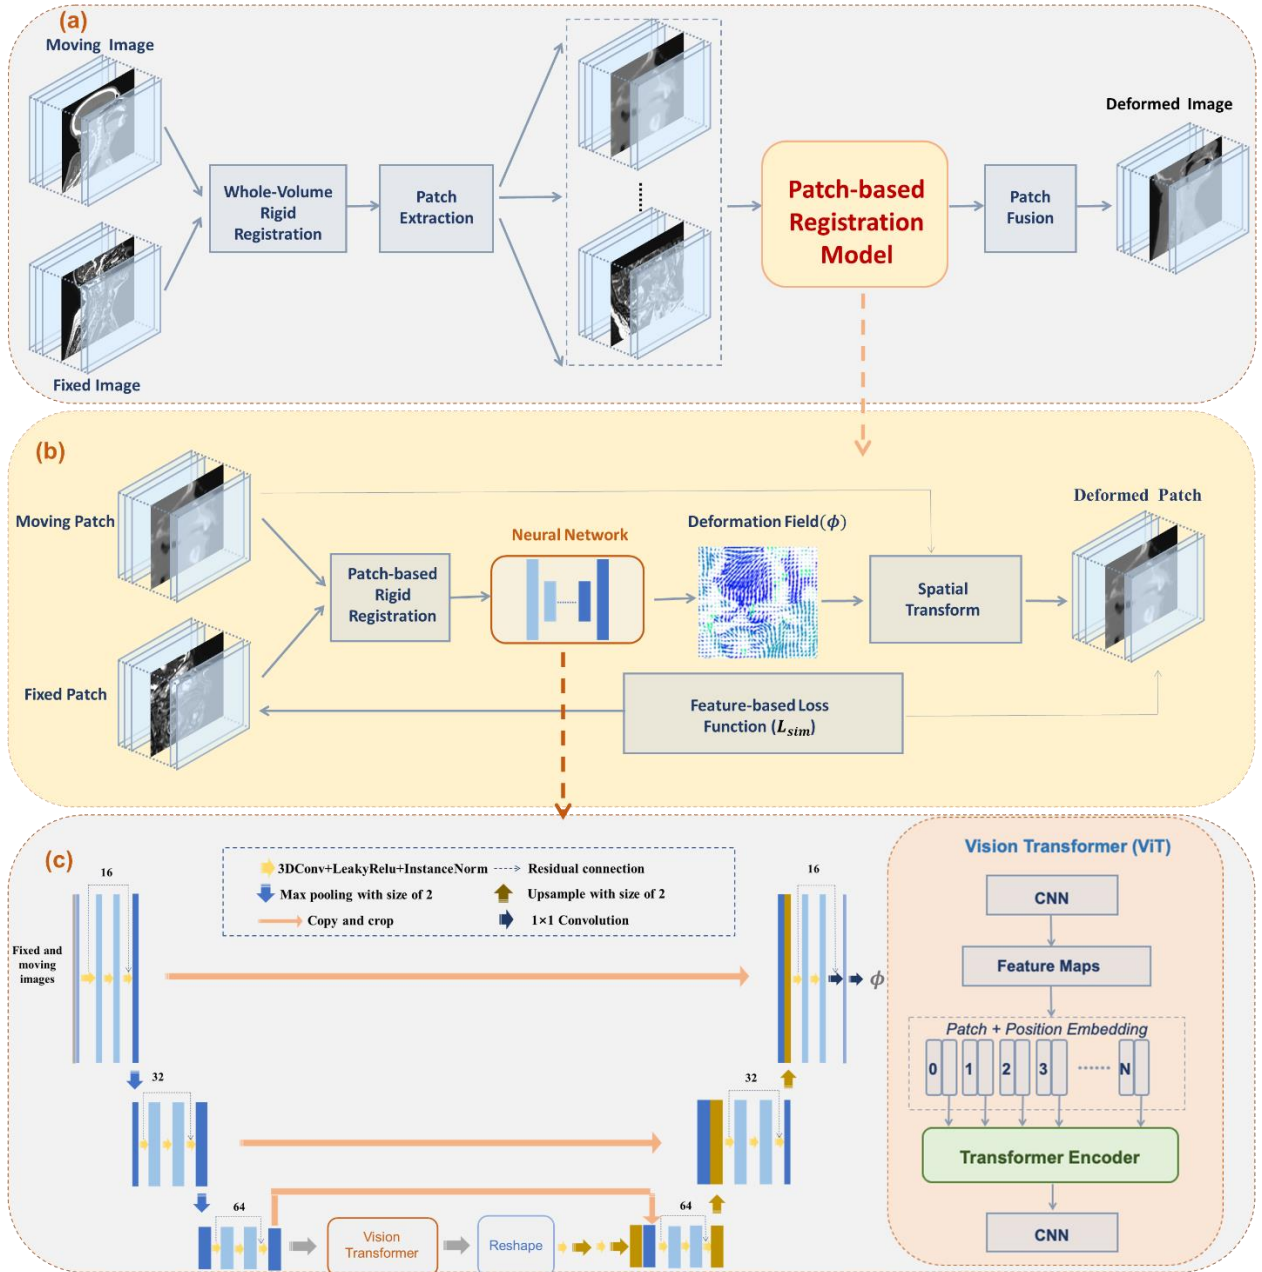 (a)
Moving Image
Fixed Image
Whole-Volume
Rigid
Registration
Patch
Extraction
Patch-based
Registration
Model
Patch
Fusion
Deformed Image
(b)
Moving Patch
Fixed Patch
Patch-based
Rigid
Registration
Neural Network
Deformation Field(ϕ)
Spatial
Transform
Deformed Patch
Feature-based Loss
Function (L_sim)
(c)
3DConv+LeakyRelu+InstanceNorm
Residual connection
Max pooling with size of 2
Upsample with size of 2
Copy and crop
1×1 Convolution
16
Fixed and
moving
images
32
64
Vision
Transformer
Reshape
64
32
16
ϕ
Vision Transformer (ViT)
CNN
Feature Maps
Patch + Position Embedding
0 1 2 3 ...... N
Transformer Encoder
CNN